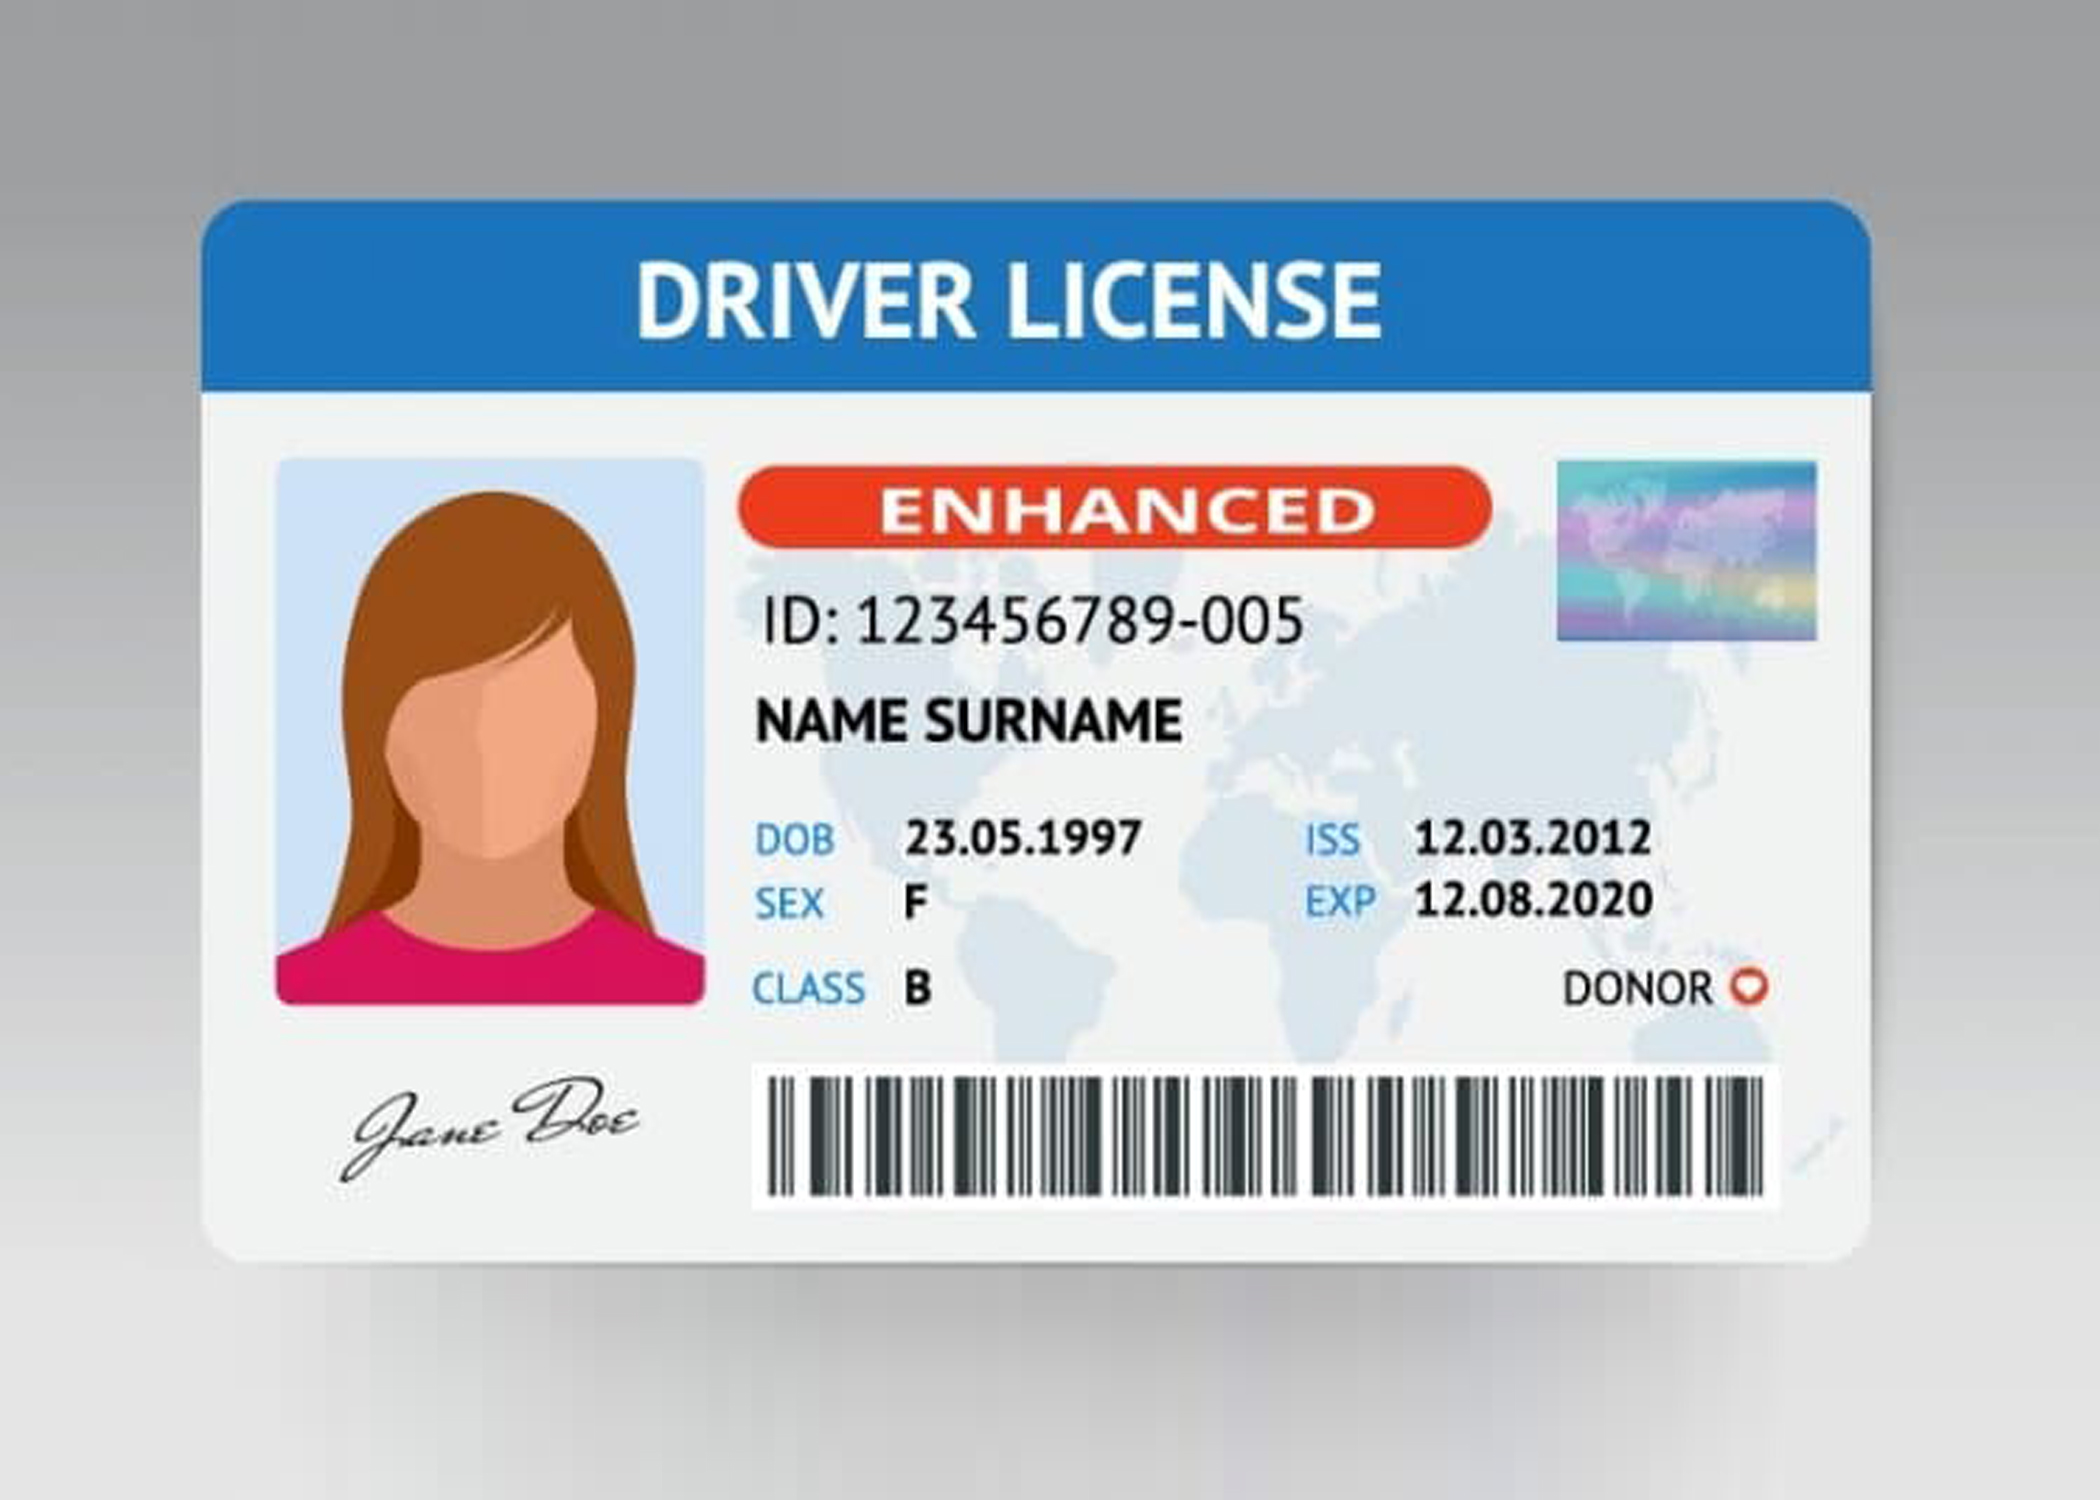 DRIVER LICENSE
ENHANCED
ID: 123456789-005
NAME SURNAME
DOB 23.05.1997 ISS 12.03.2012
SEX F EXP 12.08.2020
CLASS B DONOR
Jane Doe